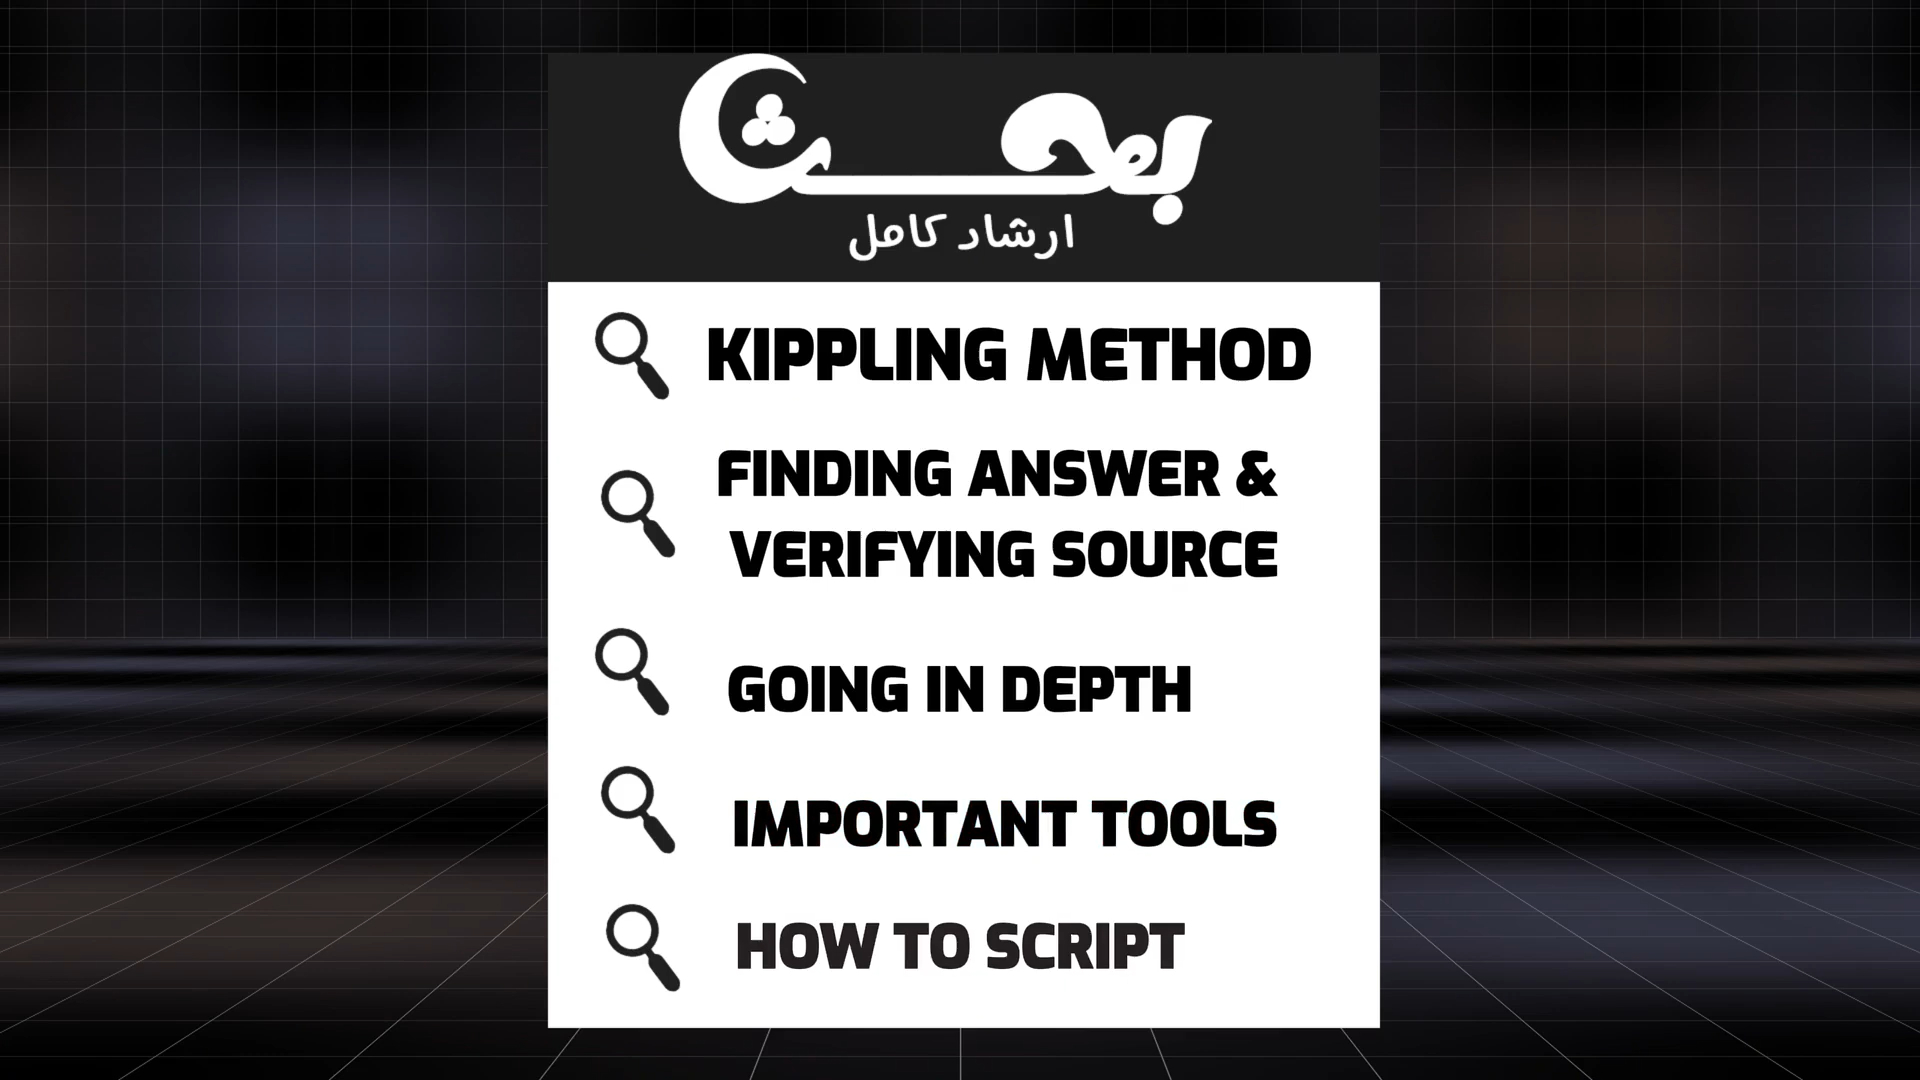 بحث
ارشاد کامل
KIPPLING METHOD
FINDING ANSWER &
VERIFYING SOURCE
GOING IN DEPTH
IMPORTANT TOOLS
HOW TO SCRIPT